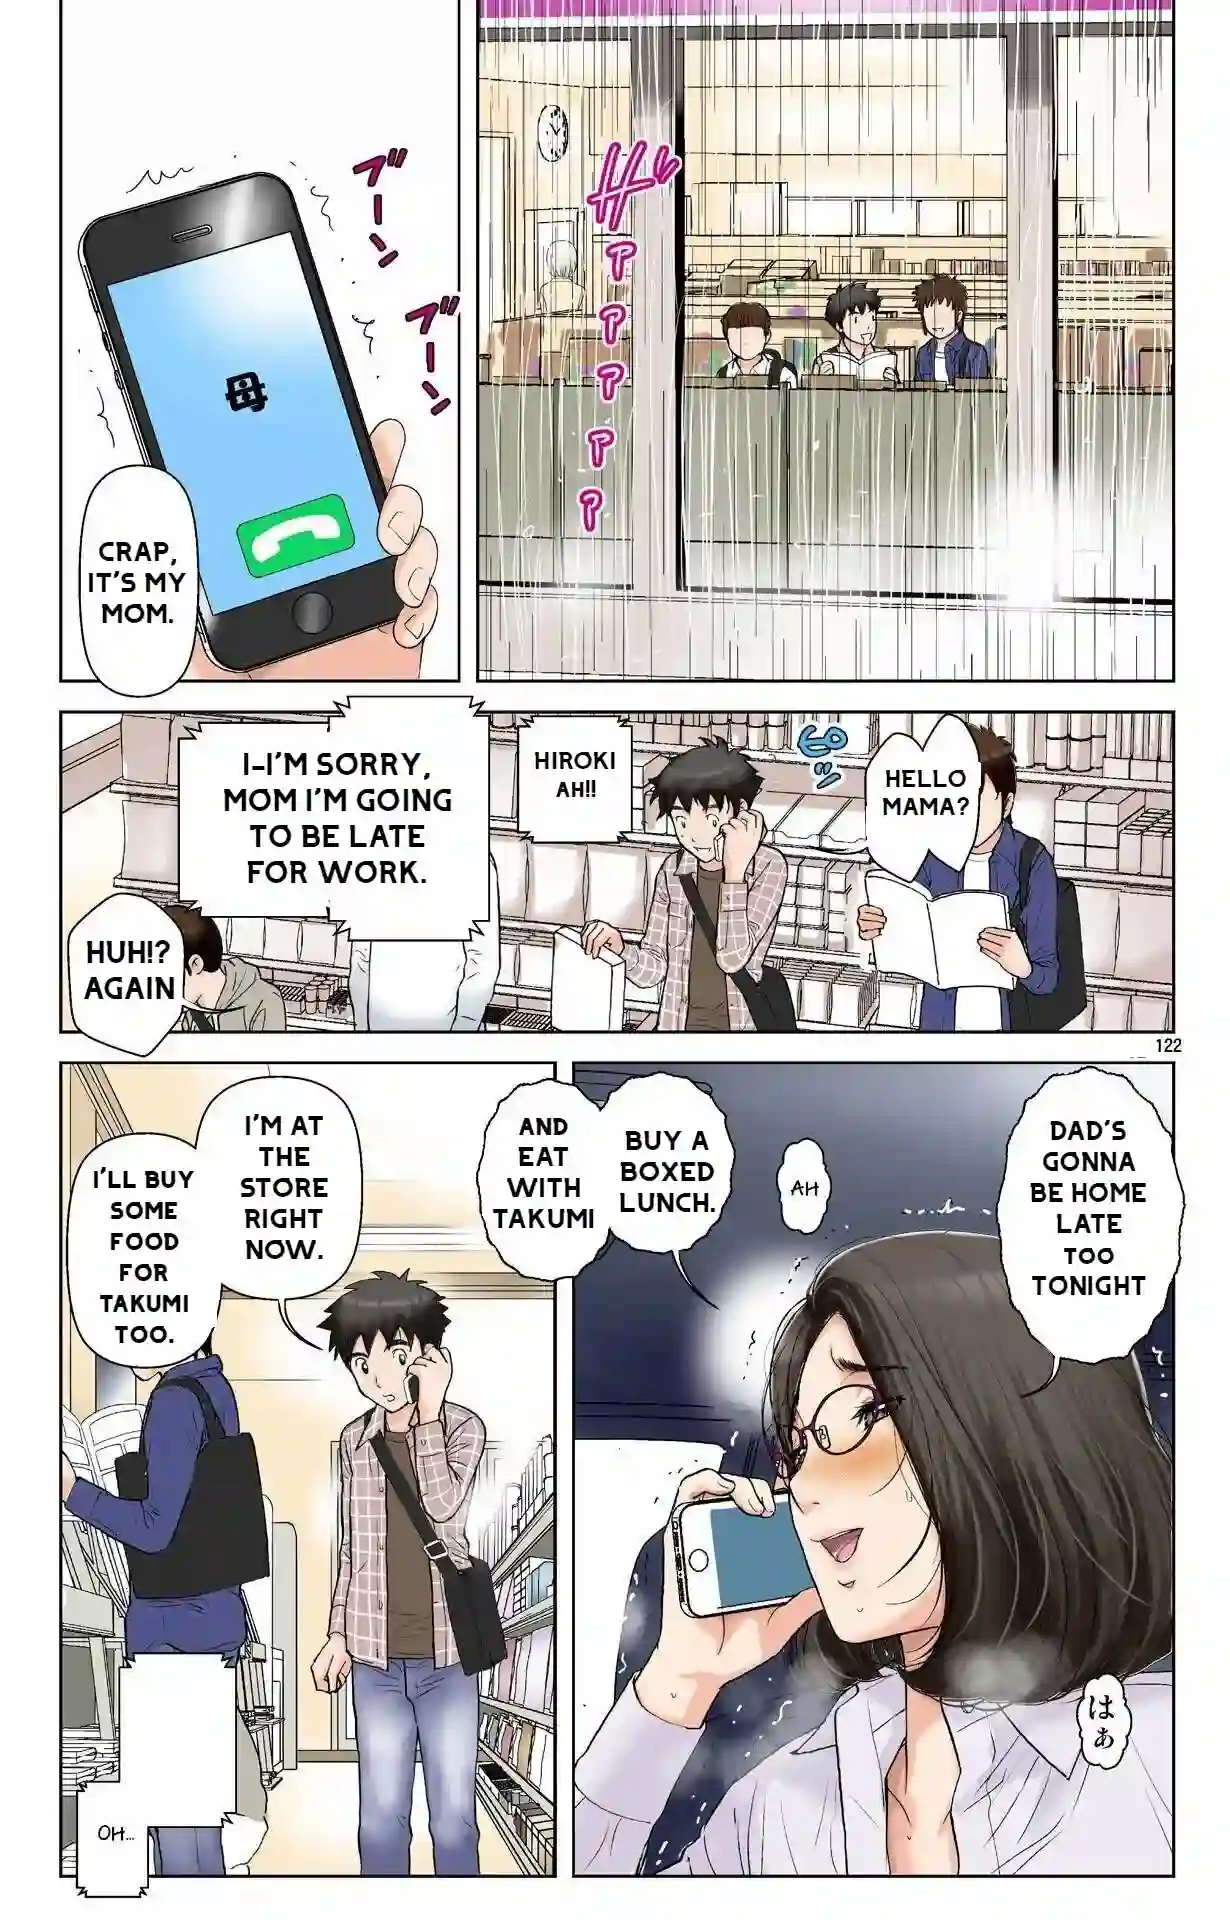 ザァァァァァァ
ブーン
ブーン
母
CRAP,
IT'S MY
MOM.
HELLO
MAMA?
ピッ
HIROKI
AH!!
I-I'M SORRY,
MOM I'M GOING
TO BE LATE
FOR WORK.
HUH!?
AGAIN
122
DAD'S
GONNA
BE HOME
LATE
TOO
TONIGHT
AH
BUY A
BOXED
LUNCH.
AND
EAT
WITH
TAKUMI
はぁ
I'M AT
THE
STORE
RIGHT
NOW.
I'LL BUY
SOME
FOOD
FOR
TAKUMI
TOO.
OH...